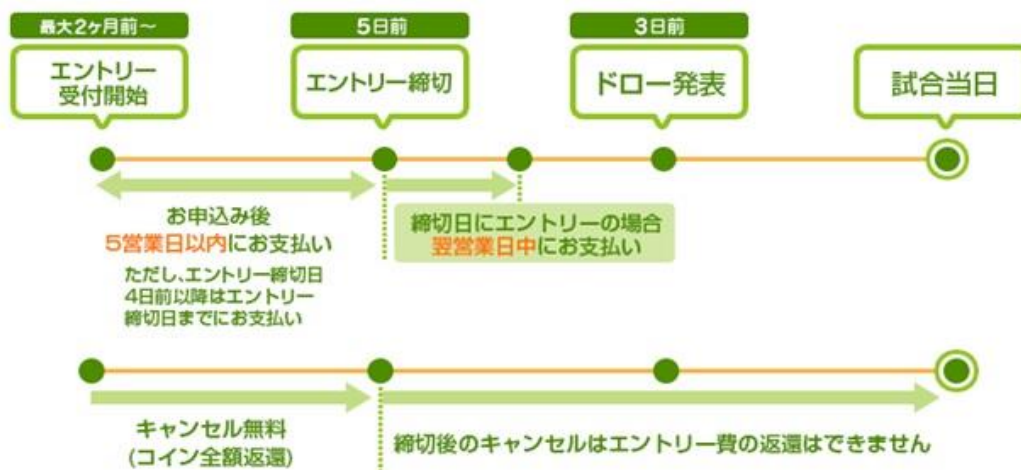 最大2ヶ月前～
5日前
3日前
エントリー
受付開始
エントリー締切
ドロー発表
試合当日
お申込み後
5営業日以内にお支払い
ただし、エントリー締切日
4日前以降はエントリー
締切日までにお支払い
締切日にエントリーの場合
翌営業日中にお支払い
キャンセル無料
(コイン全額返還)
締切後のキャンセルはエントリー費の返還はできません